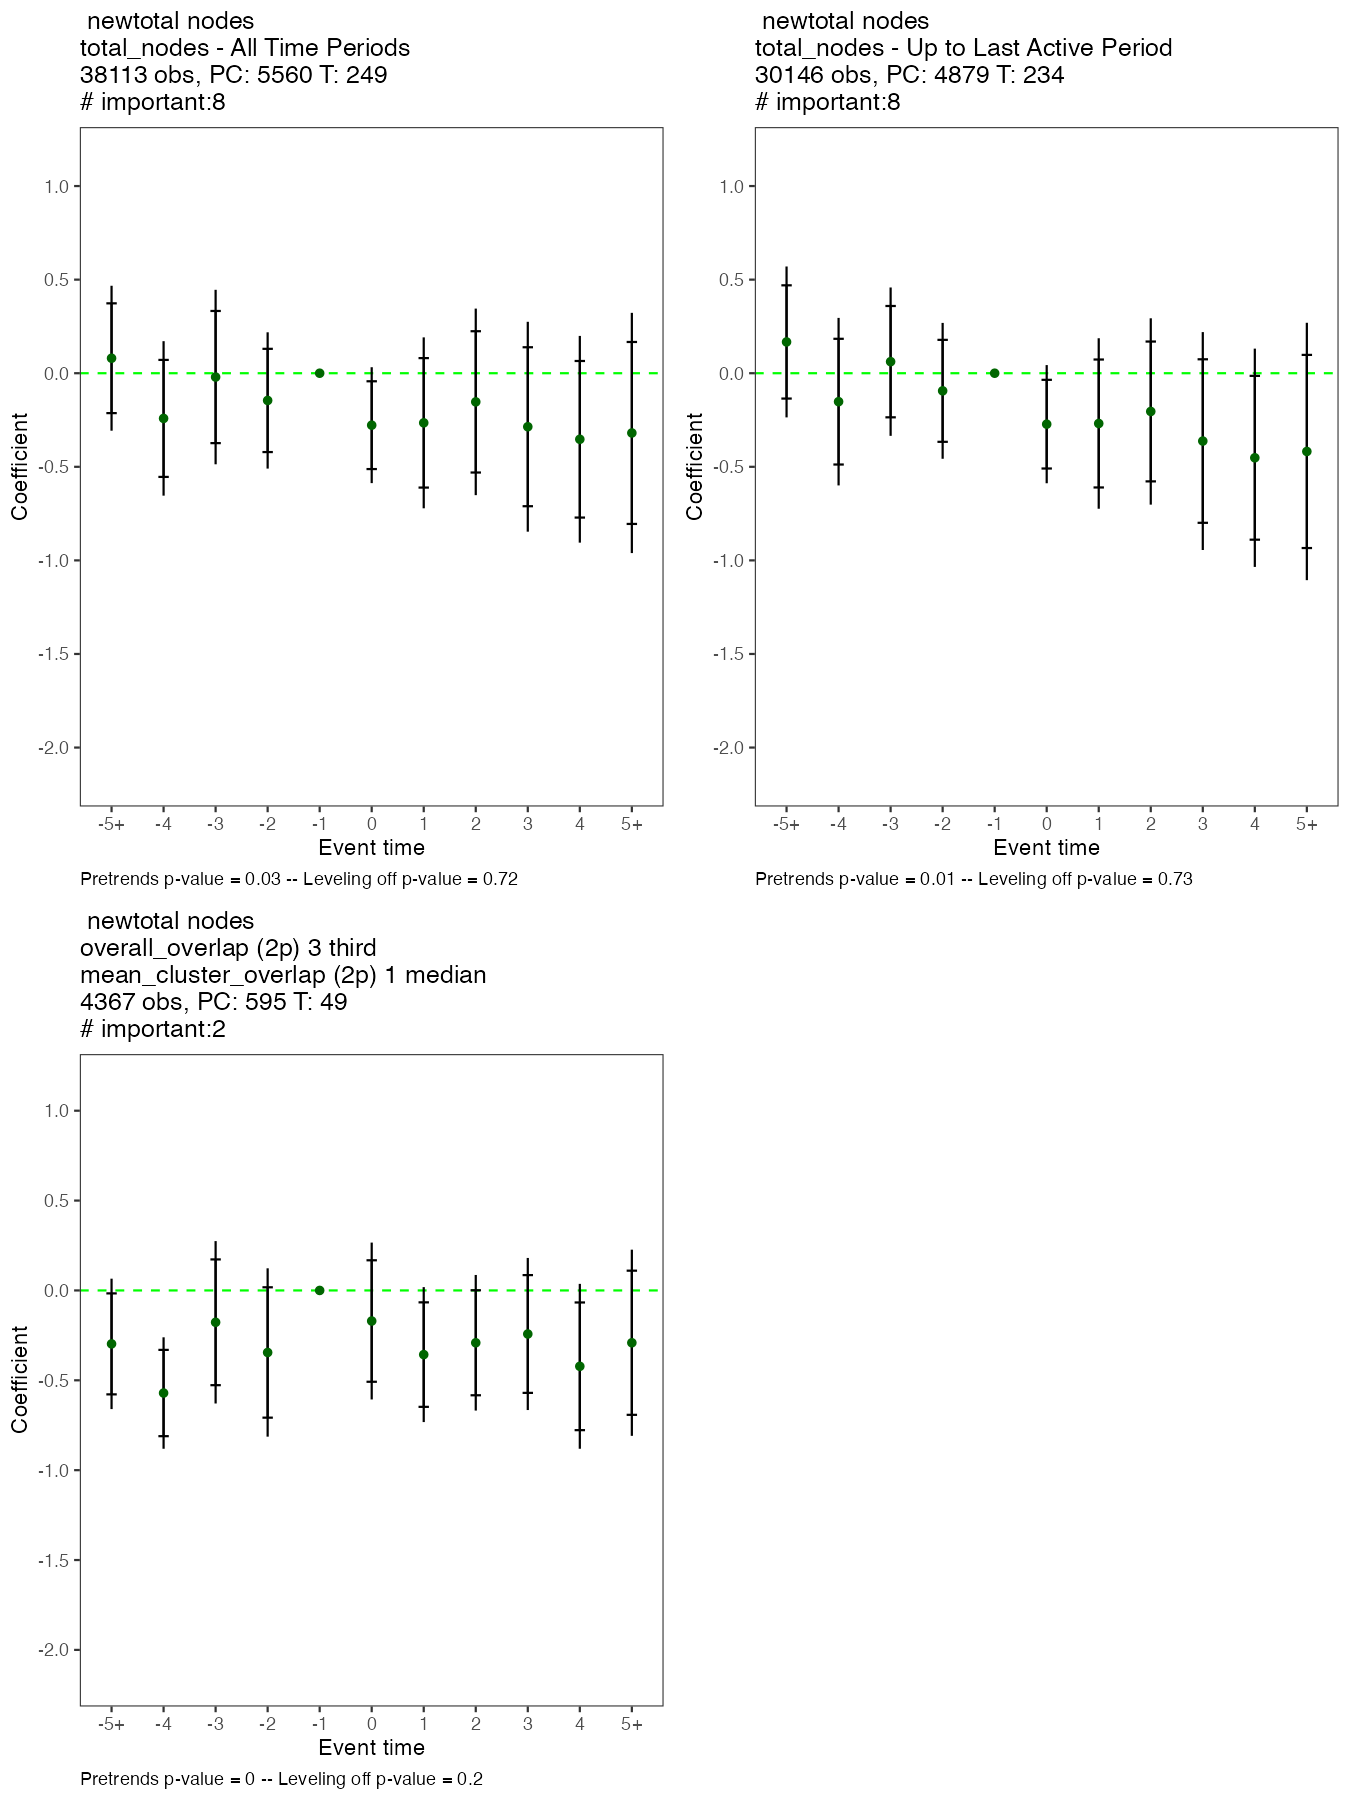 newtotal nodes
total_nodes - All Time Periods
38113 obs, PC: 5560 T: 249
# important:8
Coefficient
1.0
0.5
0.0
-0.5
-1.0
-1.5
-2.0
-5+ -4 -3 -2 -1 0 1 2 3 4 5+
Event time
Pretrends p-value = 0.03 -- Leveling off p-value = 0.72
newtotal nodes
total_nodes - Up to Last Active Period
30146 obs, PC: 4879 T: 234
# important:8
Coefficient
1.0
0.5
0.0
-0.5
-1.0
-1.5
-2.0
-5+ -4 -3 -2 -1 0 1 2 3 4 5+
Event time
Pretrends p-value = 0.01 -- Leveling off p-value = 0.73
newtotal nodes
overall_overlap (2p) 3 third
mean_cluster_overlap (2p) 1 median
4367 obs, PC: 595 T: 49
# important:2
Coefficient
1.0
0.5
0.0
-0.5
-1.0
-1.5
-2.0
-5+ -4 -3 -2 -1 0 1 2 3 4 5+
Event time
Pretrends p-value = 0 -- Leveling off p-value = 0.2